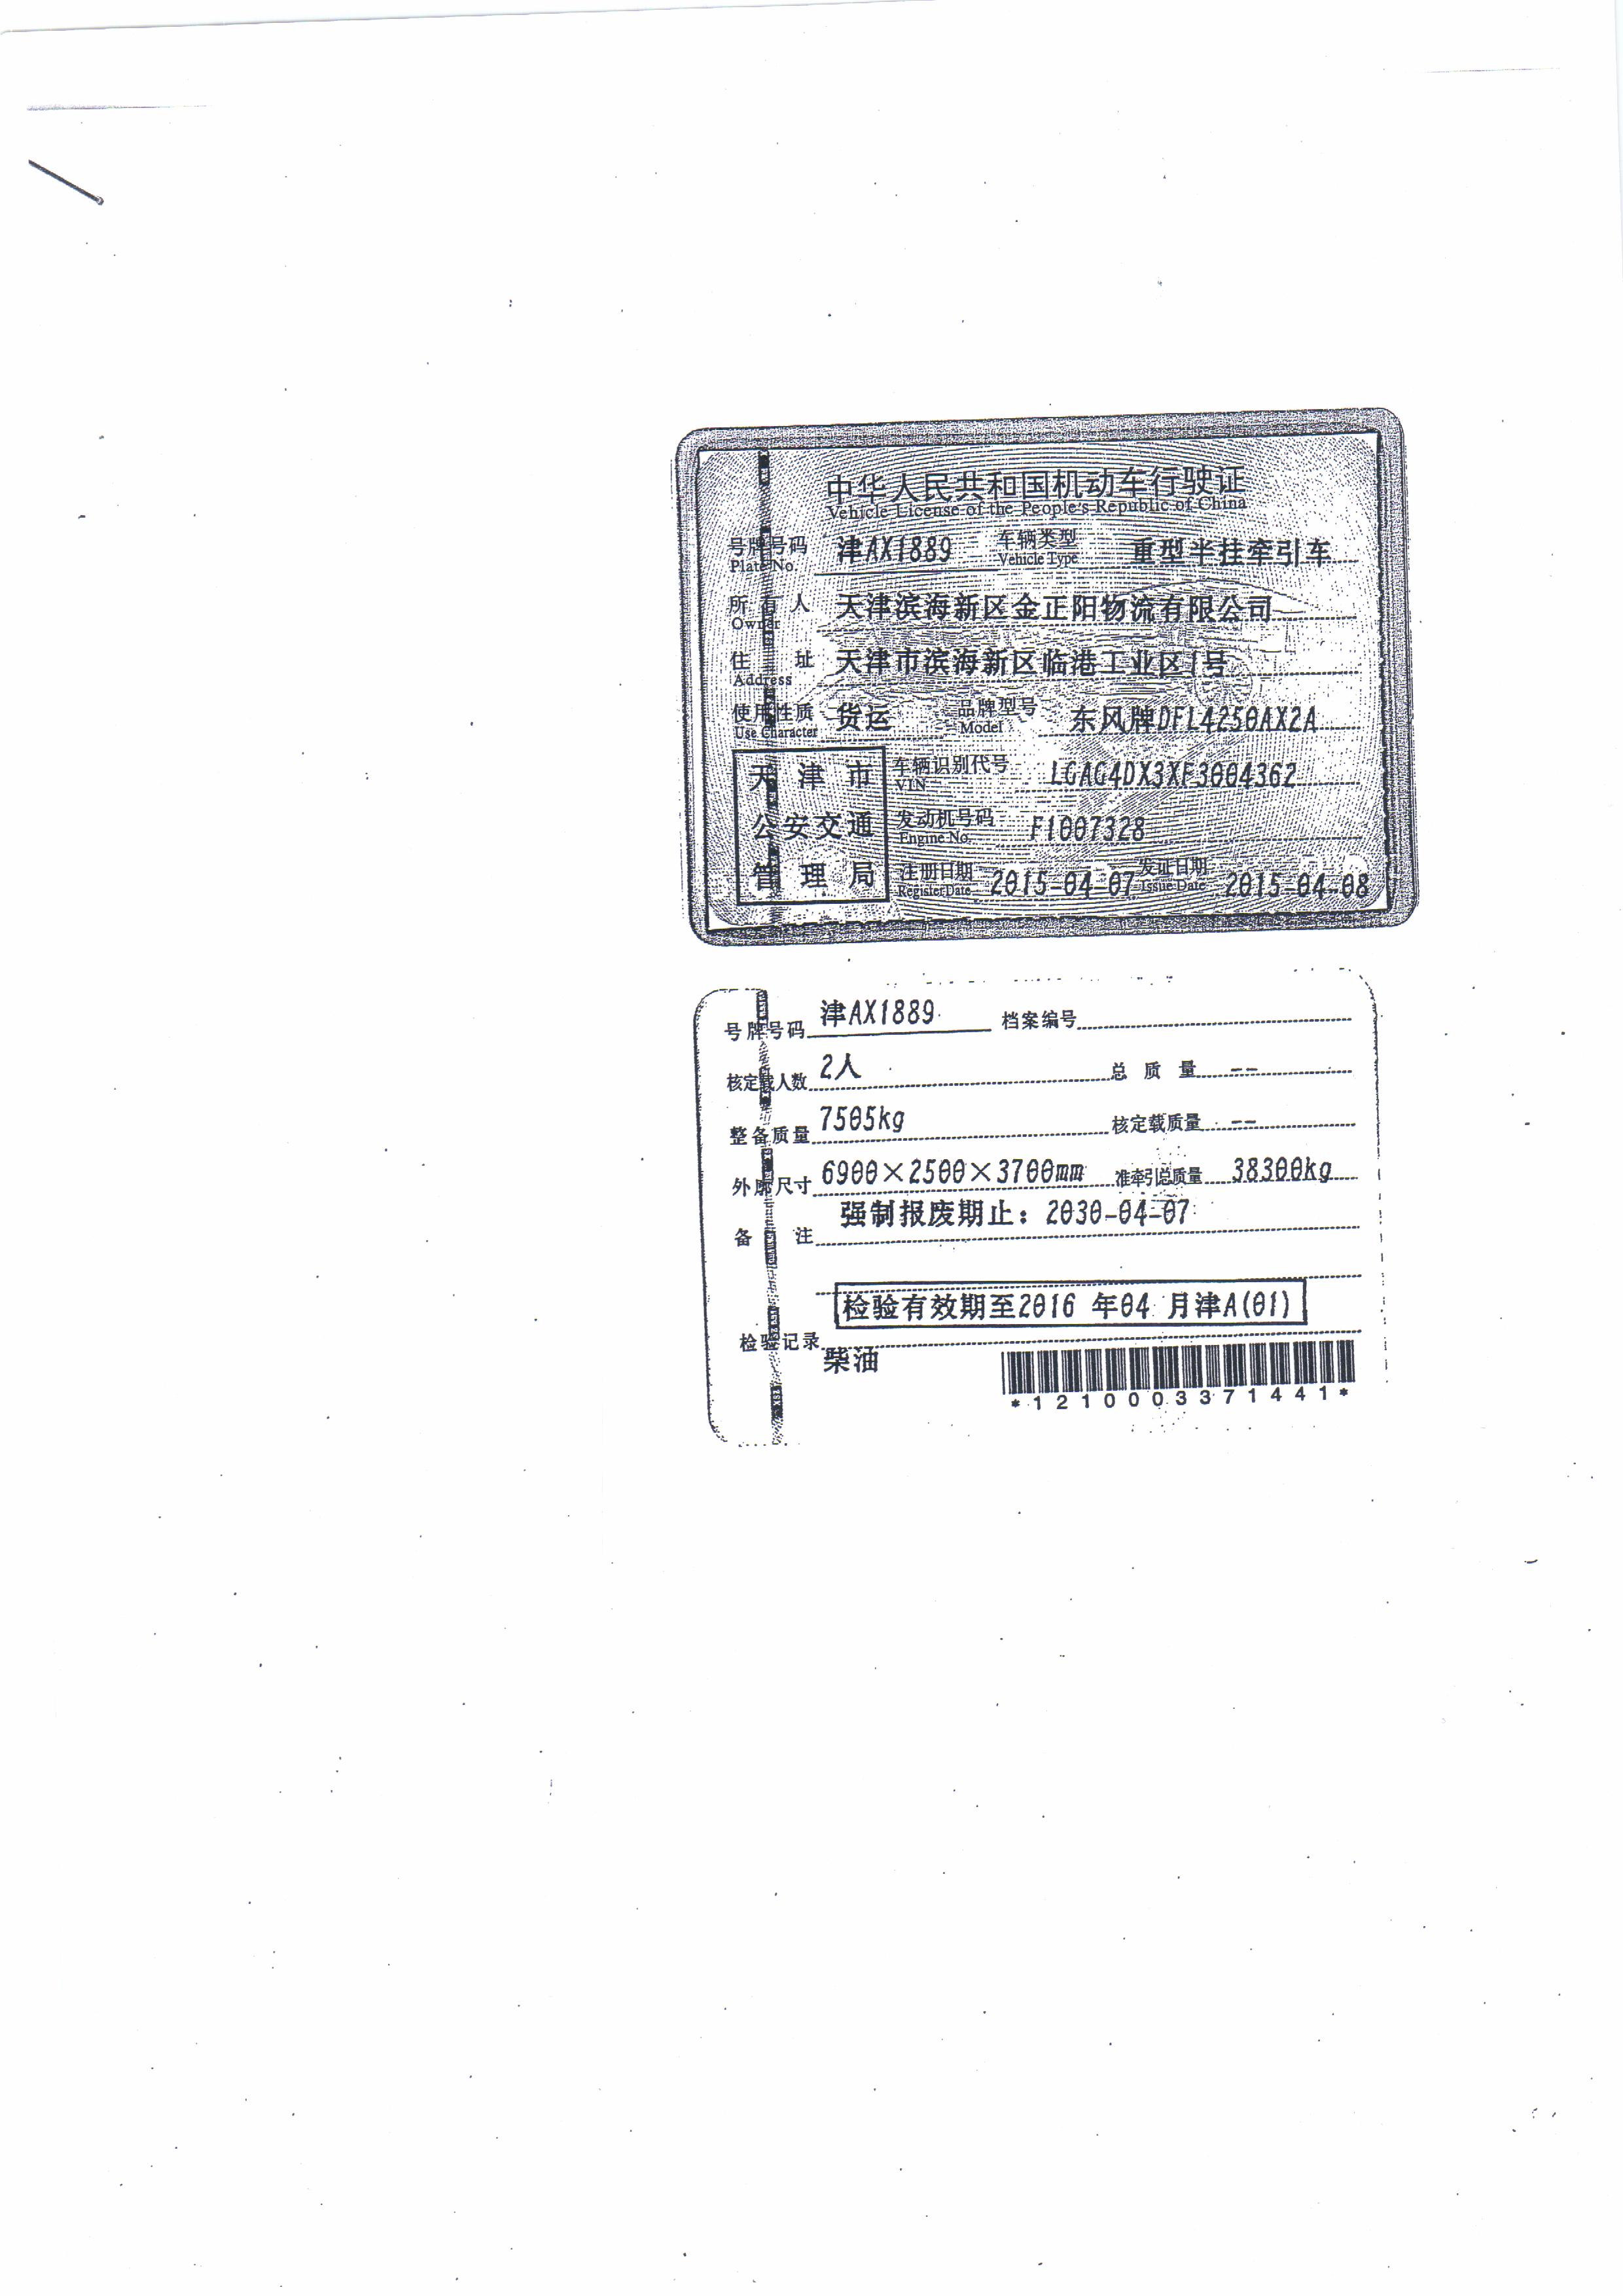 中华人民共和国机动车行驶证
Vehicle License of the People's Republic of China
号牌号码 津AX1889 车辆类型 重型半挂牵引车
Plate No. Vehicle Type
所有人 天津滨海新区金正阳物流有限公司
Owner
住址 天津市滨海新区临港工业区1号
Address
使用性质 货运 品牌型号 东风牌DFL4250AX2A
Use Character Model
天津市 车辆识别代号 LGAG4DX3XF3004362
VIN
公安交通 发动机号码 F1007328
Engine No.
管理局 注册日期 2015-04-07 发证日期 2015-04-08
Register Date Issue Date
号牌号码 津AX1889 档案编号
核定载人数 2人 总质量 --
整备质量 7505kg 核定载质量 --
外廓尺寸 6900×2500×3700mm 准牵引总质量 38300kg
备注 强制报废期止：2030-04-07
检验有效期至2016 年04 月津A(01)
检验记录
柴油
*1210003371441*